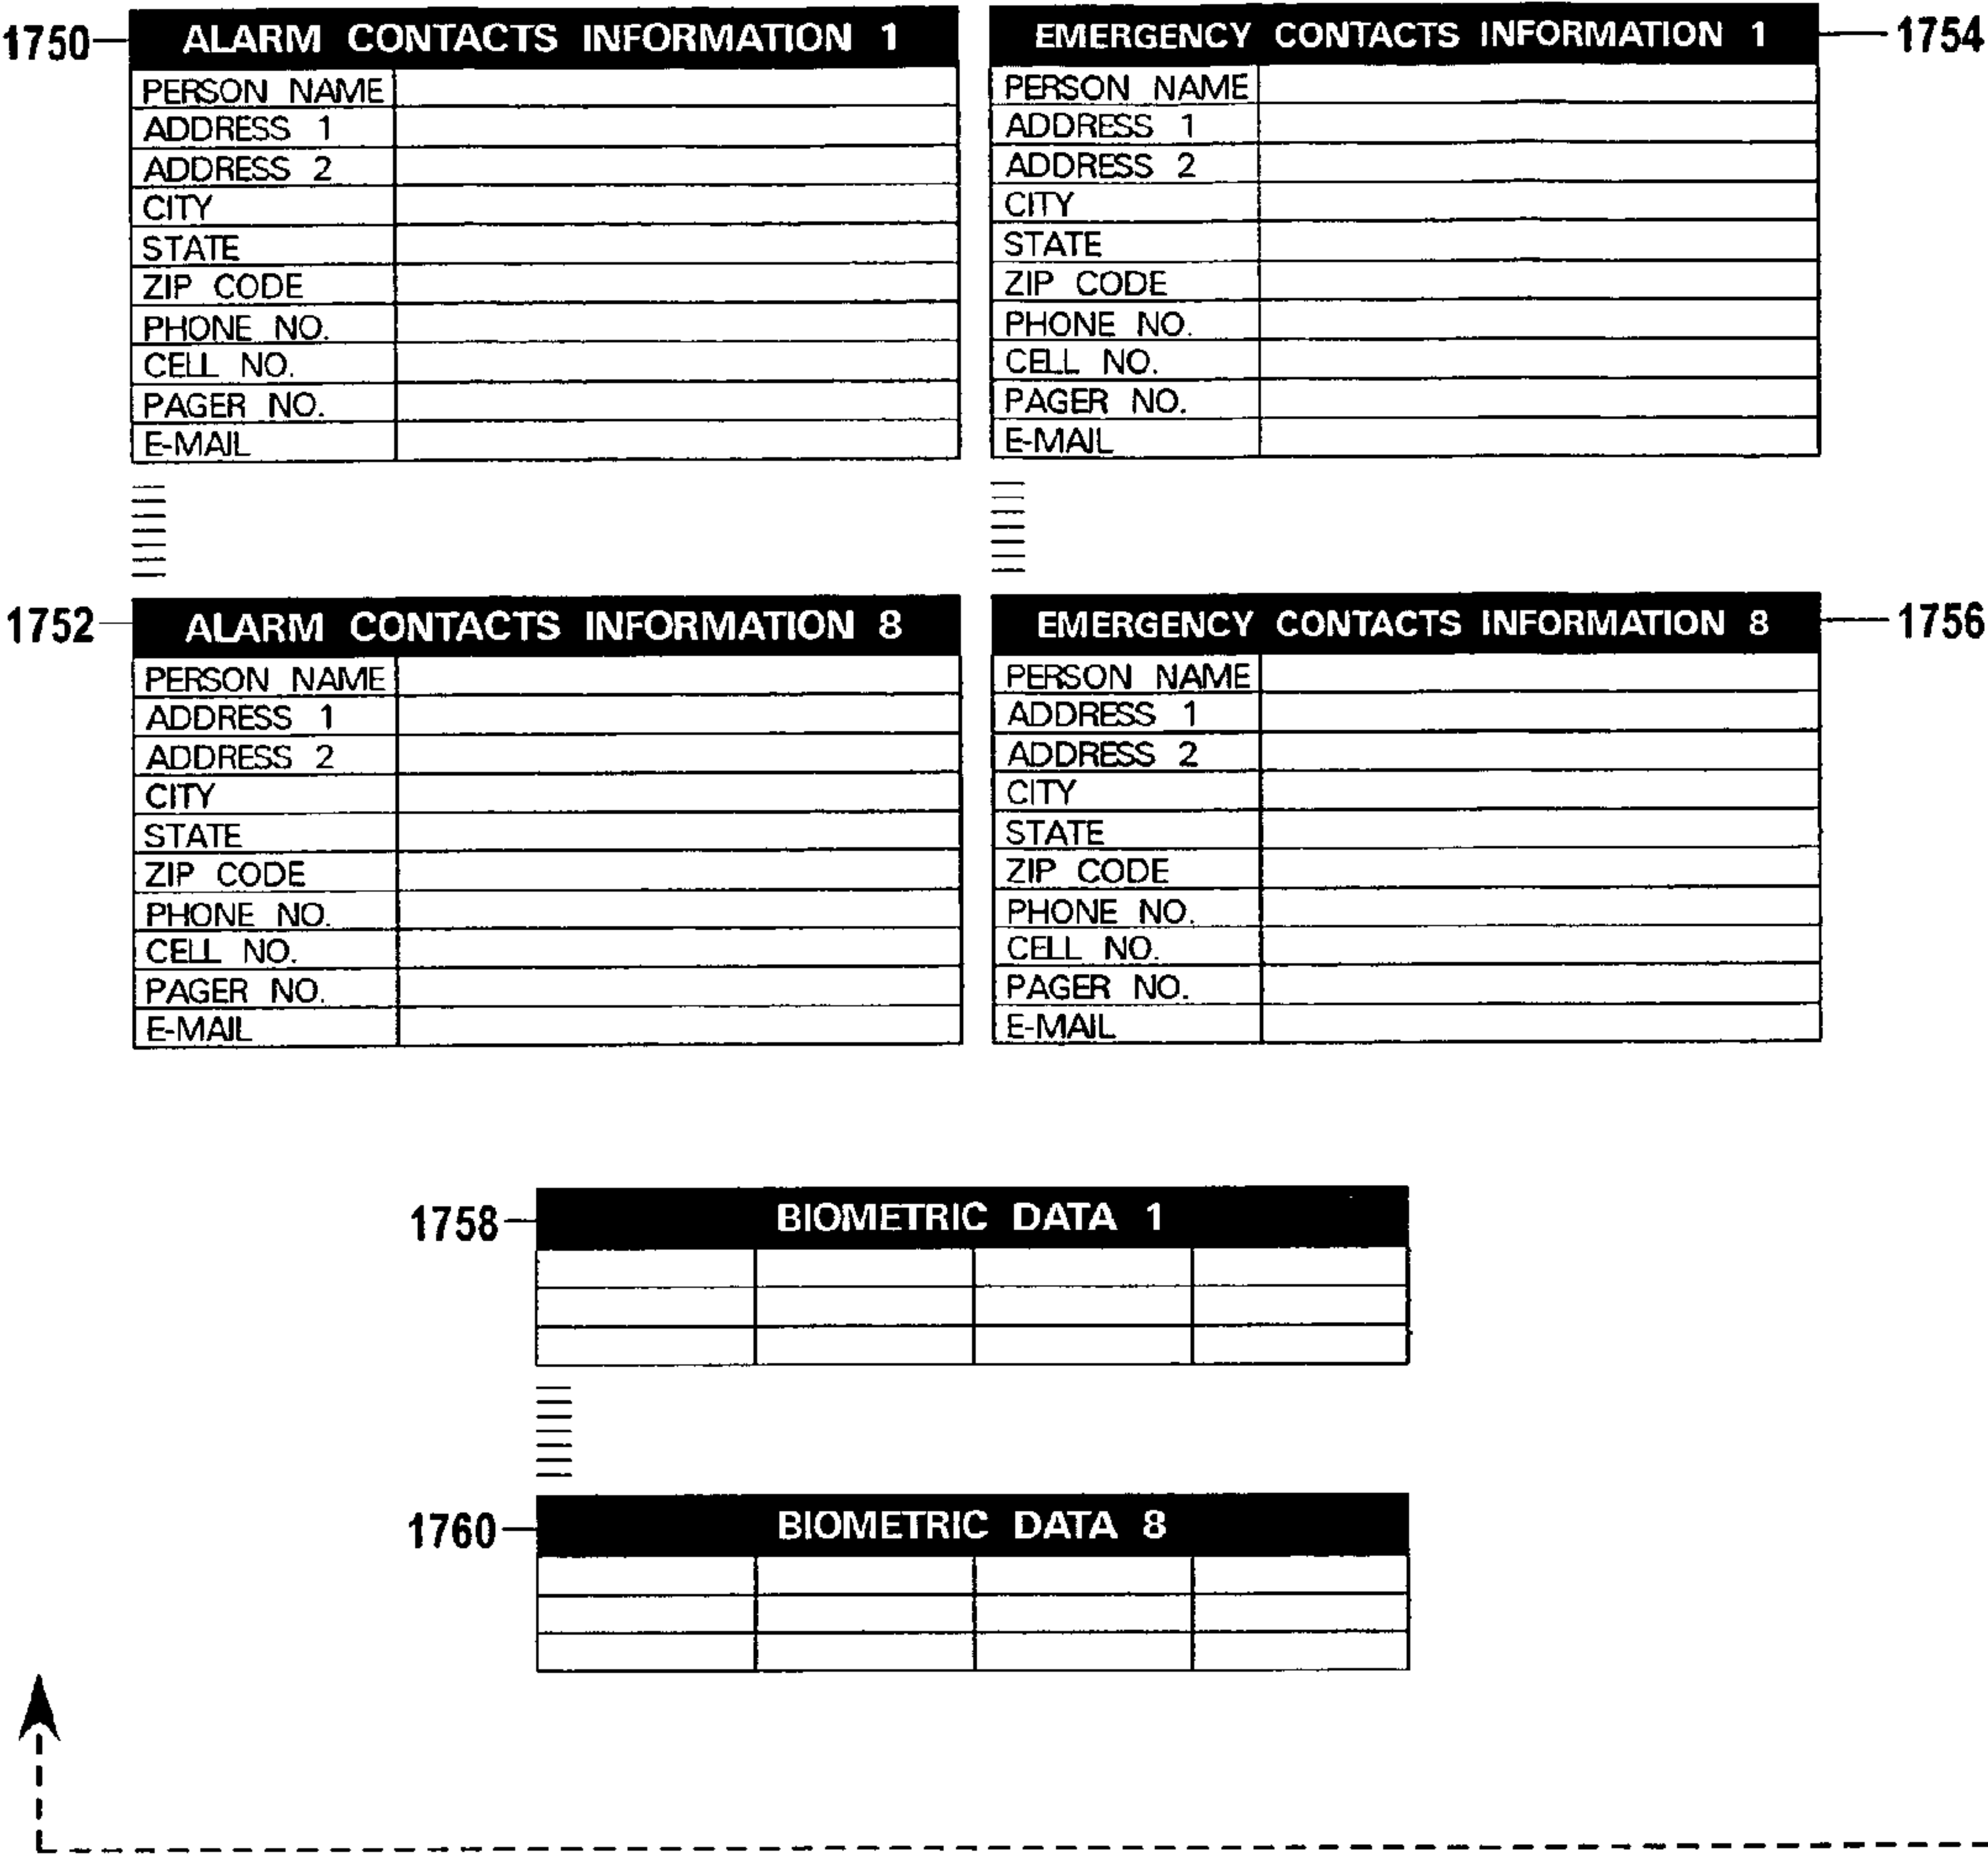 1750
ALARM CONTACTS INFORMATION 1
PERSON NAME
ADDRESS 1
ADDRESS 2
CITY
STATE
ZIP CODE
PHONE NO.
CELL NO.
PAGER NO.
E-MAIL
EMERGENCY CONTACTS INFORMATION 1
1754
PERSON NAME
ADDRESS 1
ADDRESS 2
CITY
STATE
ZIP CODE
PHONE NO.
CELL NO.
PAGER NO.
E-MAIL
1752
ALARM CONTACTS INFORMATION 8
PERSON NAME
ADDRESS 1
ADDRESS 2
CITY
STATE
ZIP CODE
PHONE NO.
CELL NO.
PAGER NO.
E-MAIL
EMERGENCY CONTACTS INFORMATION 8
1756
PERSON NAME
ADDRESS 1
ADDRESS 2
CITY
STATE
ZIP CODE
PHONE NO.
CELL NO.
PAGER NO.
E-MAIL
1758
BIOMETRIC DATA 1
1760
BIOMETRIC DATA 8